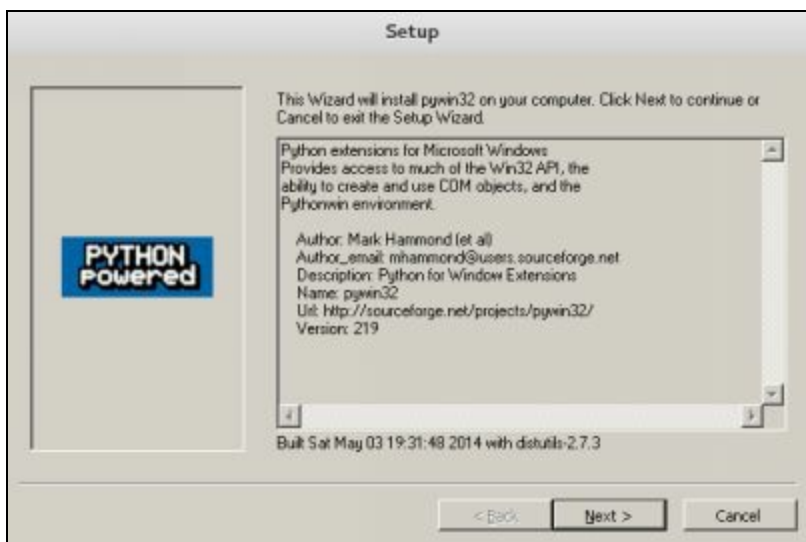 Setup
This Wizard will install pywin32 on your computer. Click Next to continue or
Cancel to exit the Setup Wizard.
Python extensions for Microsoft Windows
Provides access to much of the Win32 API, the
ability to create and use COM objects, and the
Pythonwin environment.
Author: Mark Hammond (et al)
Author_email: mhammond@users.sourceforge.net
Description: Python for Window Extensions
Name: pywin32
Url: http://sourceforge.net/projects/pywin32/
Version: 219
PYTHON
powered
Built Sat May 03 19:31:48 2014 with distutils-2.7.3
< Back
Next >
Cancel